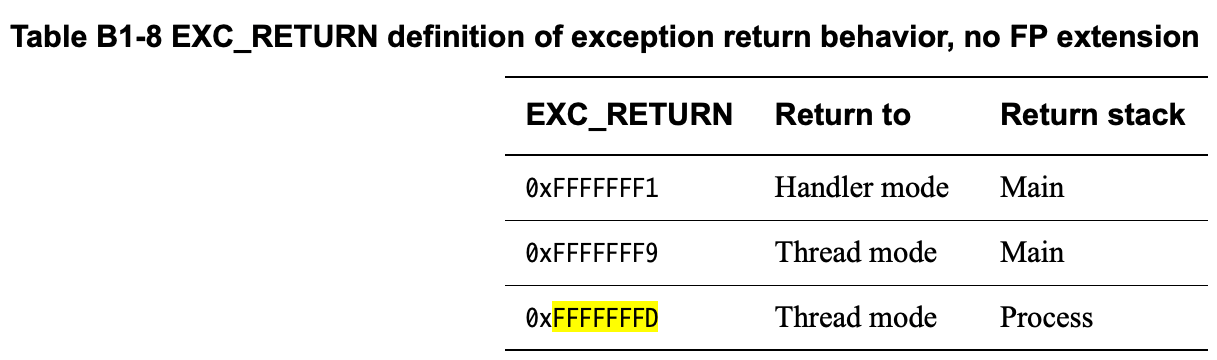 Table B1-8 EXC_RETURN definition of exception return behavior, no FP extension
EXC_RETURN Return to Return stack
0xFFFFFFF1 Handler mode Main
0xFFFFFFF9 Thread mode Main
0xFFFFFFFD Thread mode Process